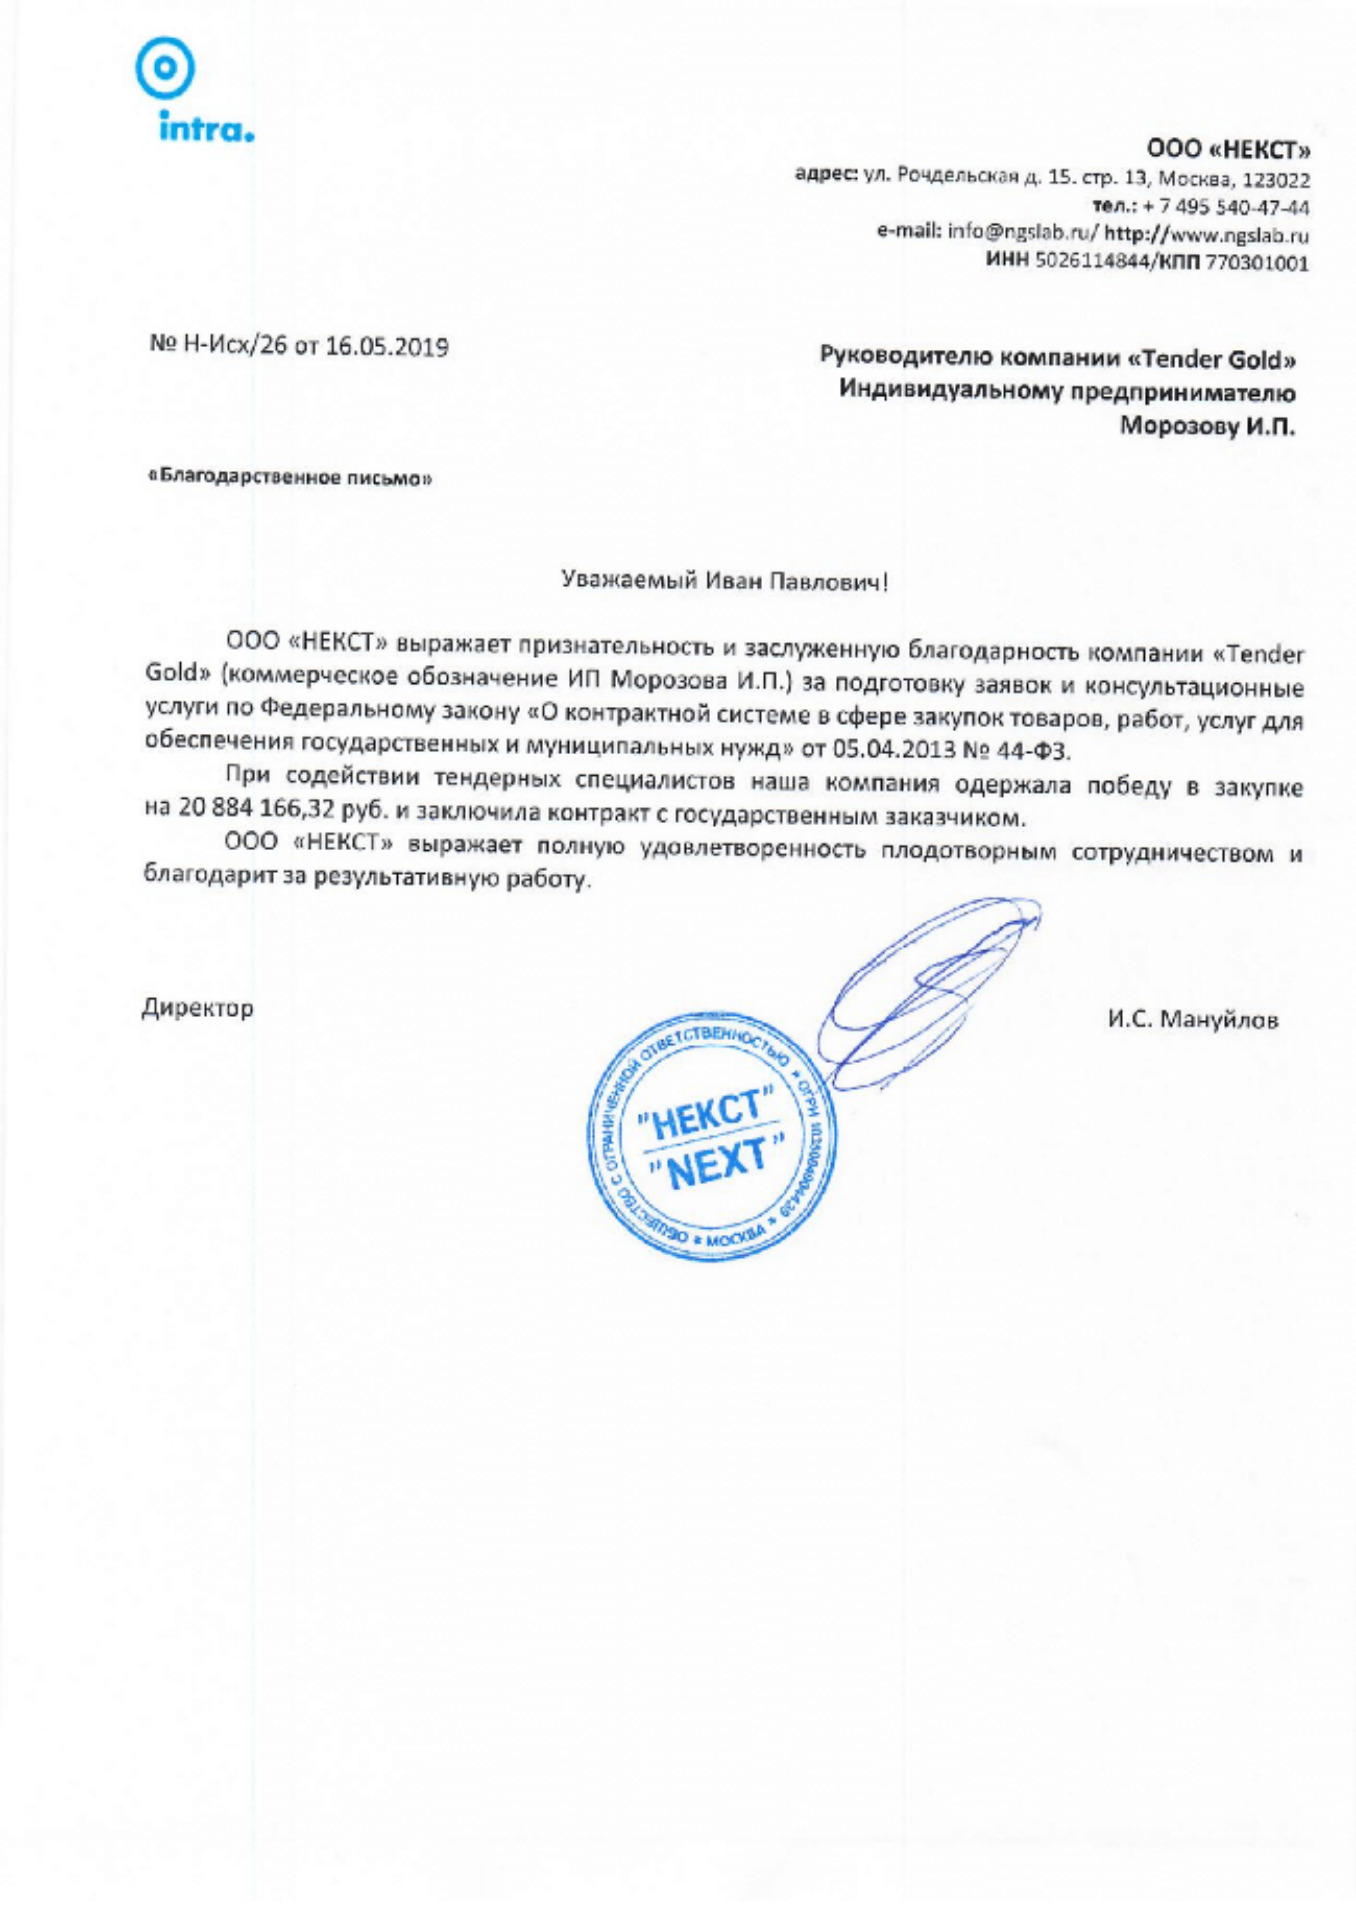 intra.
ООО «НЕКСТ»
адрес: ул. Рочдельская д. 15. стр. 13, Москва, 123022
тел.: + 7 495 540-47-44
e-mail: info@ngslab.ru/ http://www.ngslab.ru
ИНН 5026114844/КПП 770301001
№ Н-Исх/26 от 16.05.2019
Руководителю компании «Tender Gold»
Индивидуальному предпринимателю
Морозову И.П.
«Благодарственное письмо»
Уважаемый Иван Павлович!
ООО «НЕКСТ» выражает признательность и заслуженную благодарность компании «Tender
Gold» (коммерческое обозначение ИП Морозова И.П.) за подготовку заявок и консультационные
услуги по Федеральному закону «О контрактной системе в сфере закупок товаров, работ, услуг для
обеспечения государственных и муниципальных нужд» от 05.04.2013 № 44-ФЗ.
При содействии тендерных специалистов наша компания одержала победу в закупке
на 20 884 166,32 руб. и заключила контракт с государственным заказчиком.
ООО «НЕКСТ» выражает полную удовлетворенность плодотворным сотрудничеством и
благодарит за результативную работу.
Директор
И.С. Мануйлов
ОБЩЕСТВО С ОГРАНИЧЕННОЙ ОТВЕТСТВЕННОСТЬЮ * ОГРН
* МОСКВА *
"НЕКСТ"
"NEXT"